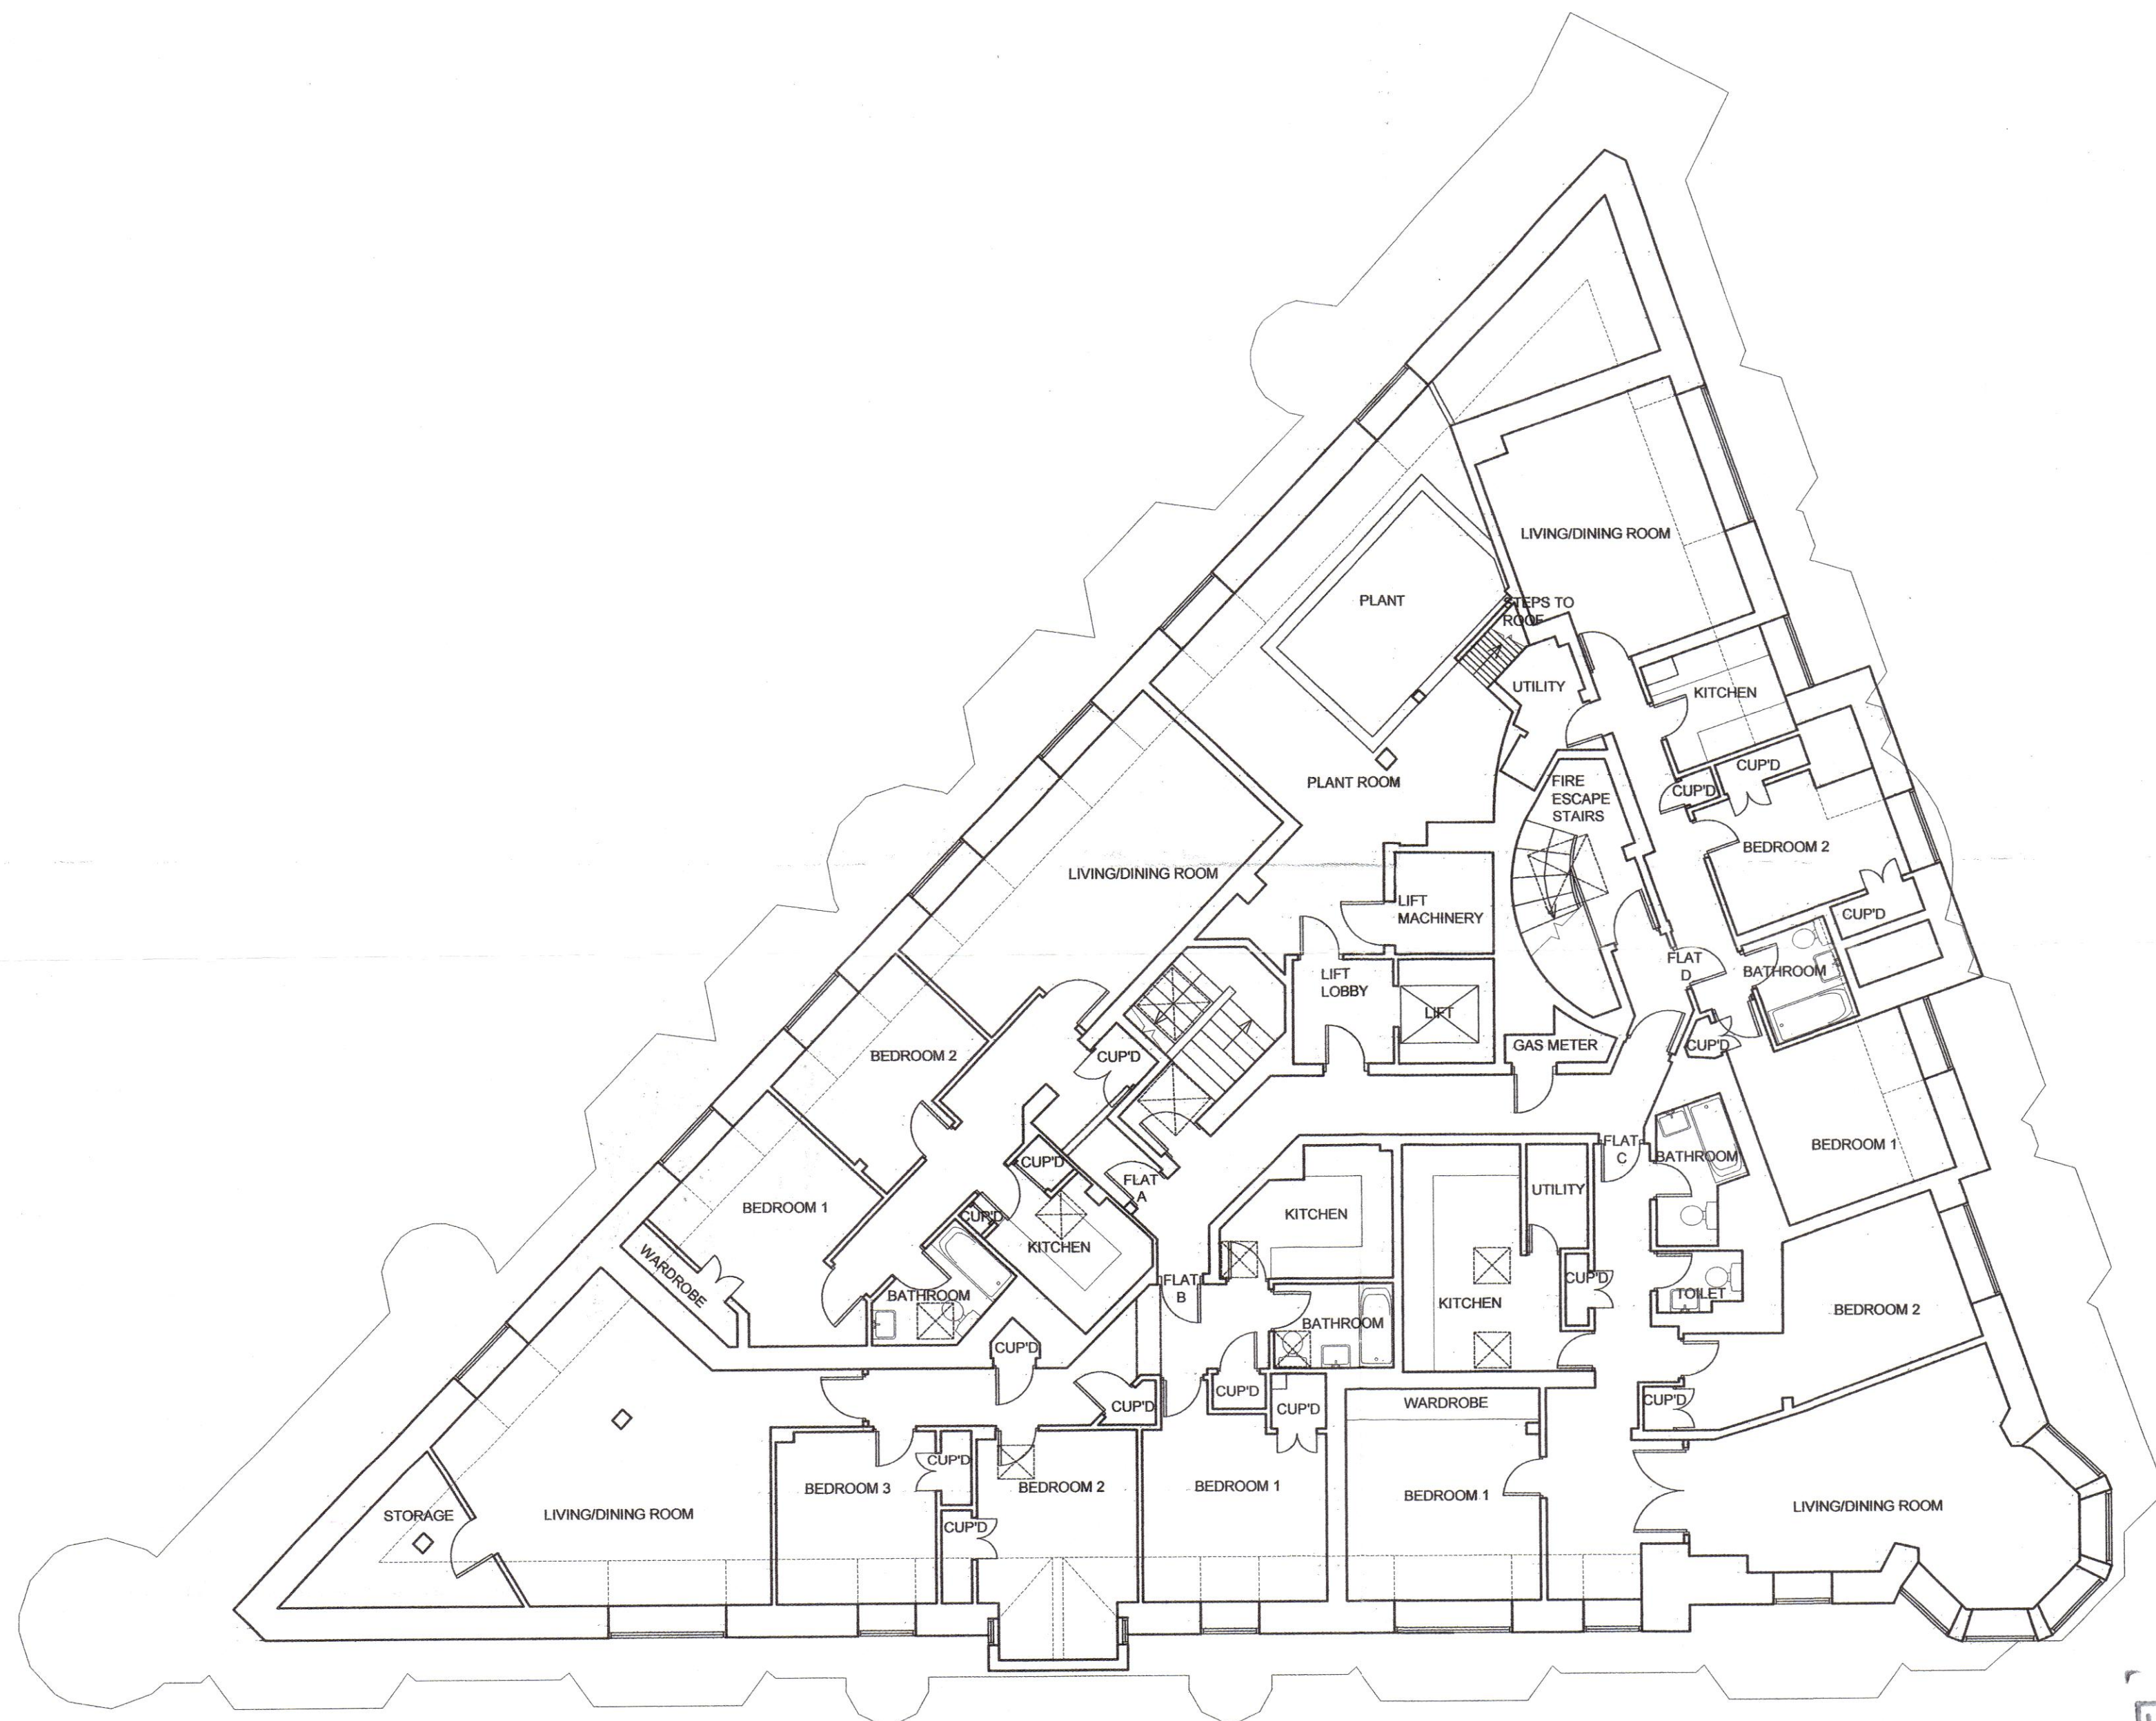 LIVING/DINING ROOM
PLANT
STEPS TO
ROOF
UTILITY
KITCHEN
CUP'D
CUP'D
PLANT ROOM
FIRE
ESCAPE
STAIRS
BEDROOM 2
LIVING/DINING ROOM
LIFT
MACHINERY
CUP'D
FLAT
D
BATHROOM
LIFT
LOBBY
LIFT
GAS METER
CUP'D
BEDROOM 2
CUP'D
BEDROOM 1
FLAT
C
BATHROOM
CUP'D
FLAT
A
UTILITY
BEDROOM 1
CUP'D
KITCHEN
KITCHEN
WARDROBE
BATHROOM
FLAT
B
CUP'D
TOILET
KITCHEN
BEDROOM 2
BATHROOM
CUP'D
CUP'D
CUP'D
CUP'D
WARDROBE
CUP'D
CUP'D
BEDROOM 3
BEDROOM 2
BEDROOM 1
BEDROOM 1
LIVING/DINING ROOM
STORAGE
LIVING/DINING ROOM
CUP'D